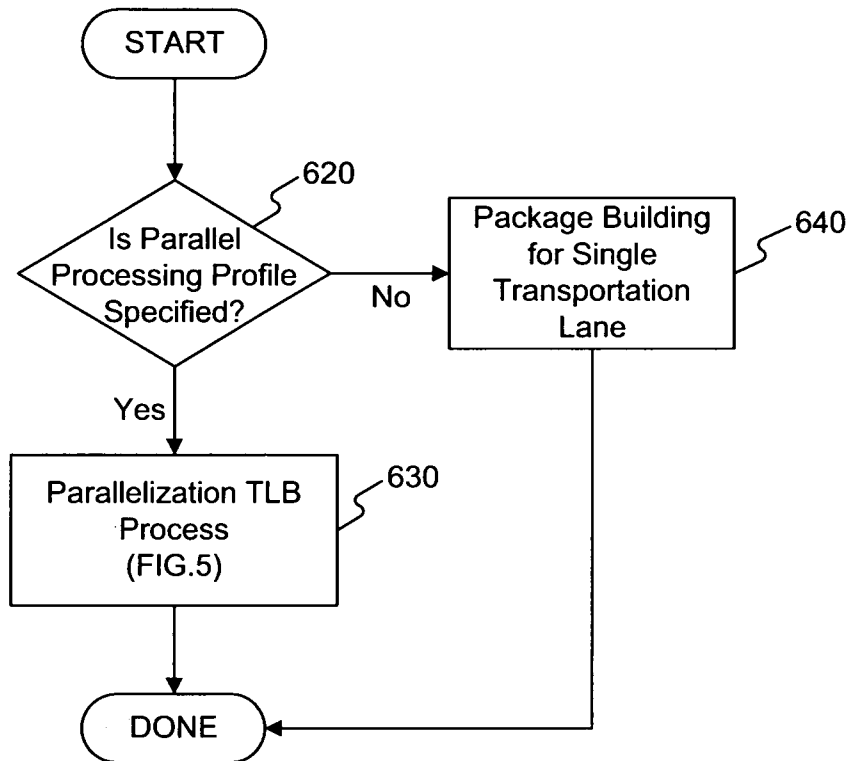 START
620
Is Parallel
Processing Profile
Specified?
No
Package Building
for Single
Transportation
Lane
640
Yes
Parallelization TLB
Process
(FIG.5)
630
DONE